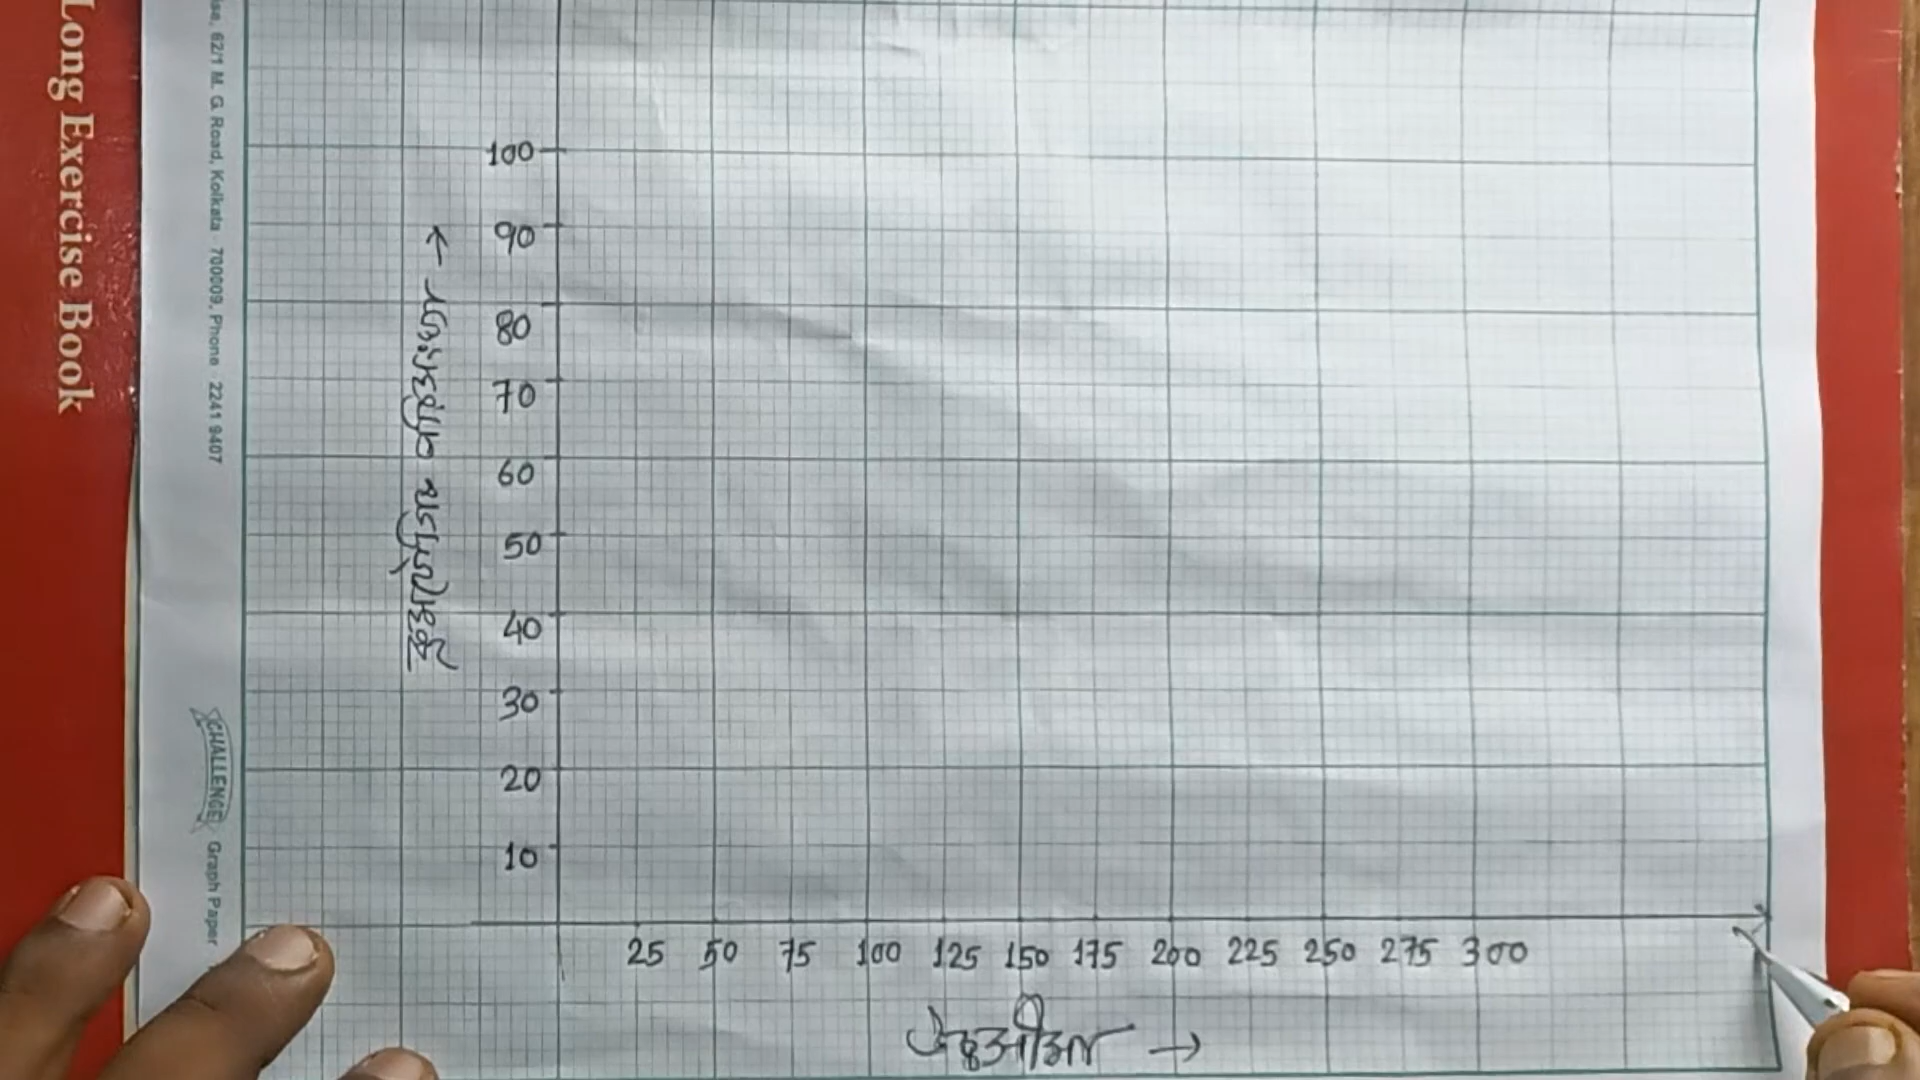 Long Exercise Book
62/1 M. G. Road, Kolkata - 700009, Phone : 2241 9407
CHALLENGE Graph Paper
100
90
80
70
60
50
40
30
20
10
25 50 75 100 125 150 175 200 225 250 275 300